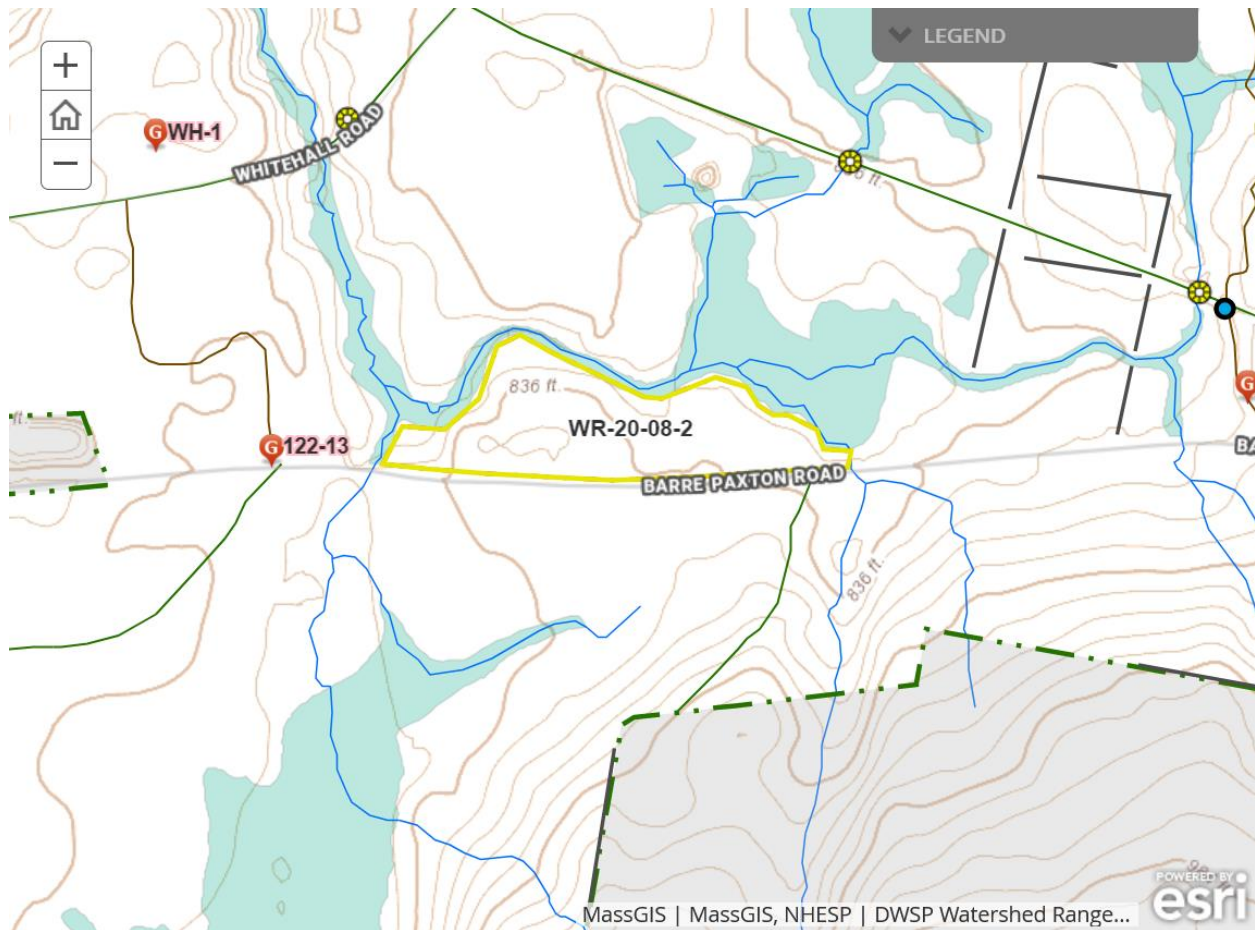 LEGEND
+
−
G WH-1
WHITEHALL ROAD
836 ft.
WR-20-08-2
G 122-13
ft.
BARRE PAXTON ROAD
G
BA
836 ft.
POWERED BY
esri
MassGIS | MassGIS, NHESP | DWSP Watershed Range...